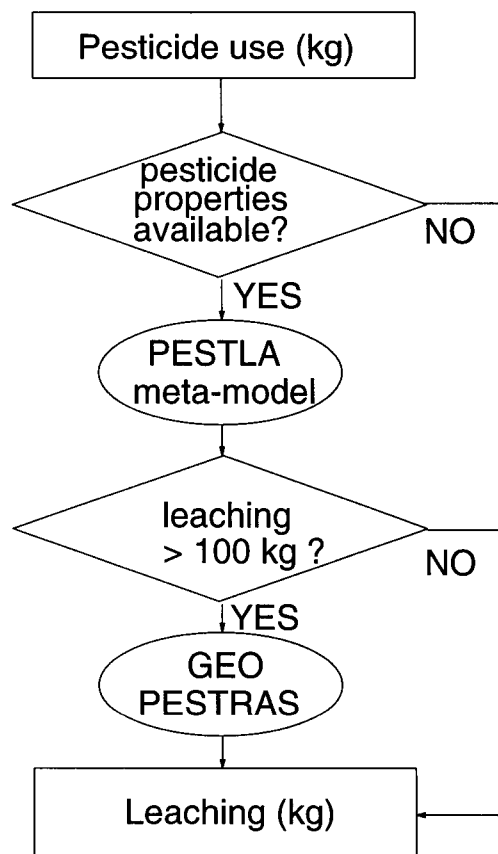 Pesticide use (kg)
pesticide
properties
available?
NO
YES
PESTLA
meta-model
leaching
> 100 kg ?
NO
YES
GEO
PESTRAS
Leaching (kg)